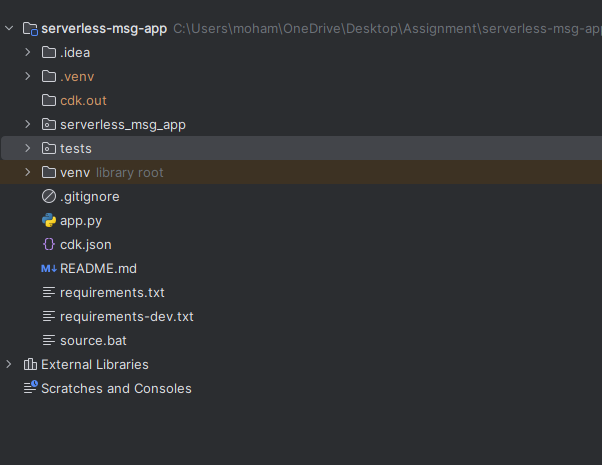 serverless-msg-app C:\Users\moham\OneDrive\Desktop\Assignment\serverless-msg-app
.idea
.venv
cdk.out
serverless_msg_app
tests
venv library root
.gitignore
app.py
{} cdk.json
M↓ README.md
requirements.txt
requirements-dev.txt
source.bat
External Libraries
Scratches and Consoles